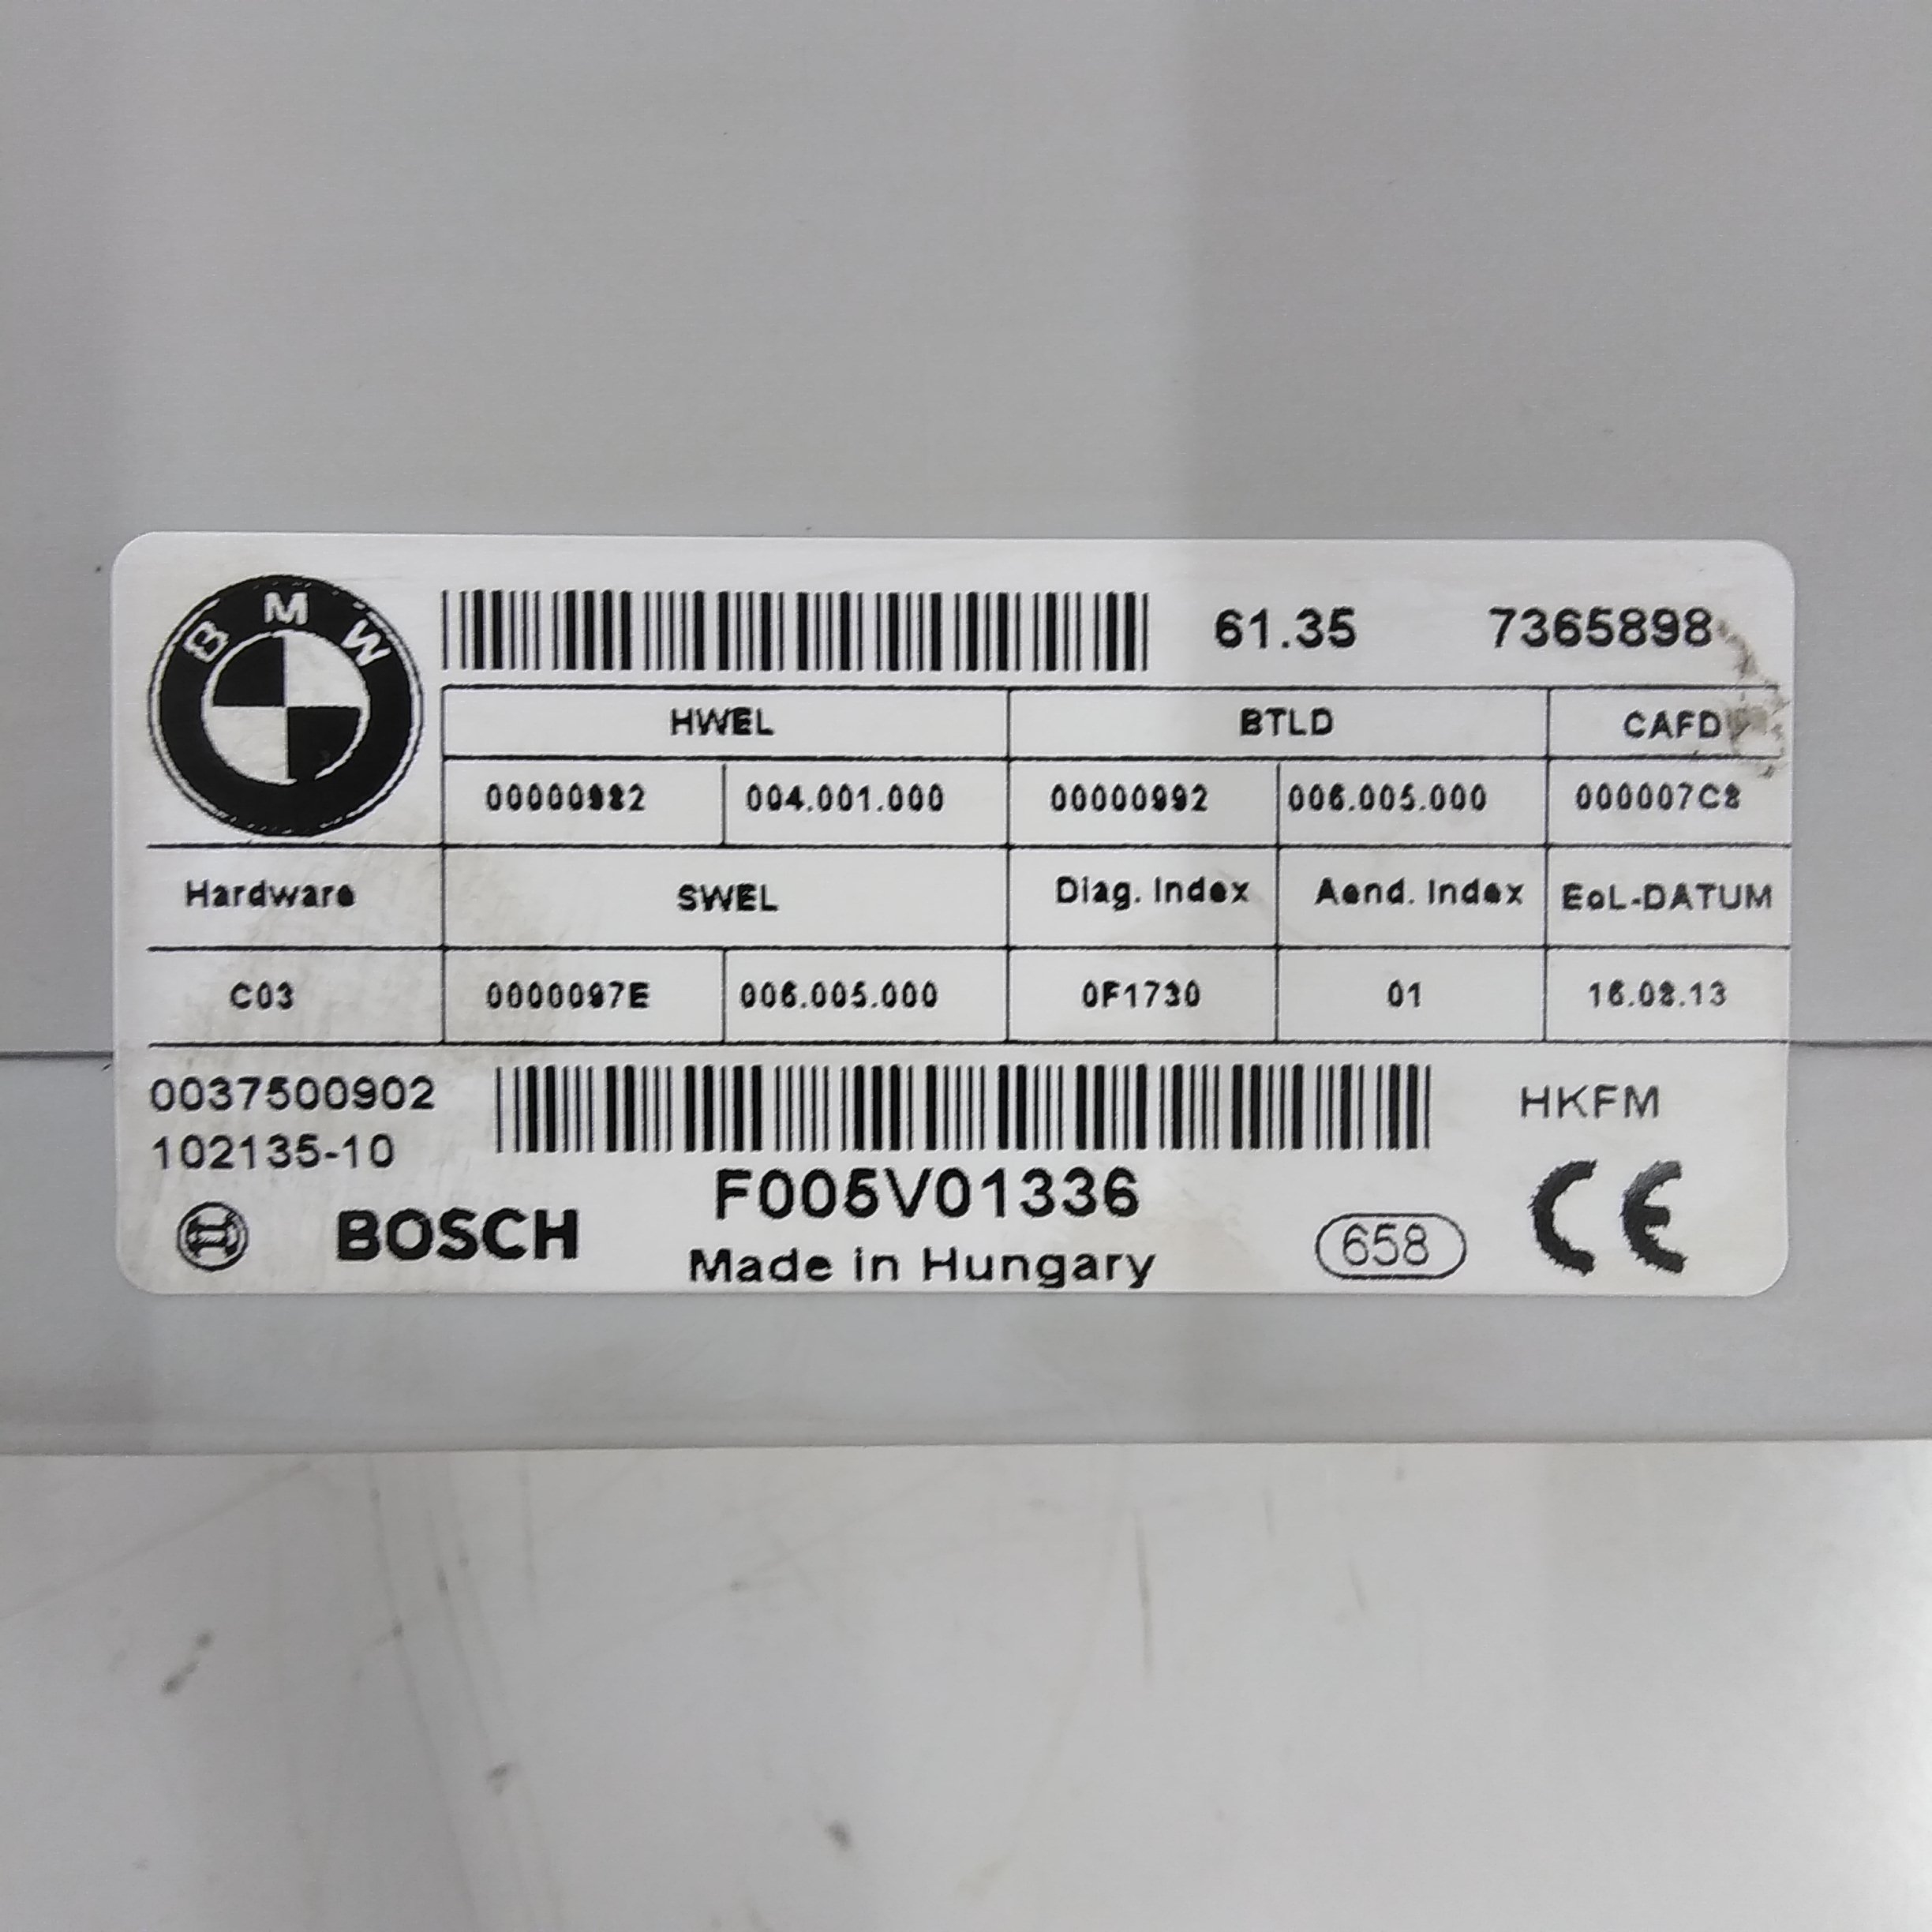 BMW
61.35 7365898
HWEL BTLD CAFD
00000982 004.001.000 00000992 006.005.000 000007C8
Hardware SWEL Diag. Index Aend. Index EoL-DATUM
C03 0000097E 006.005.000 0F1730 01 16.08.13
0037500902 HKFM
102135-10
F005V01336
BOSCH
Made in Hungary
658
CE